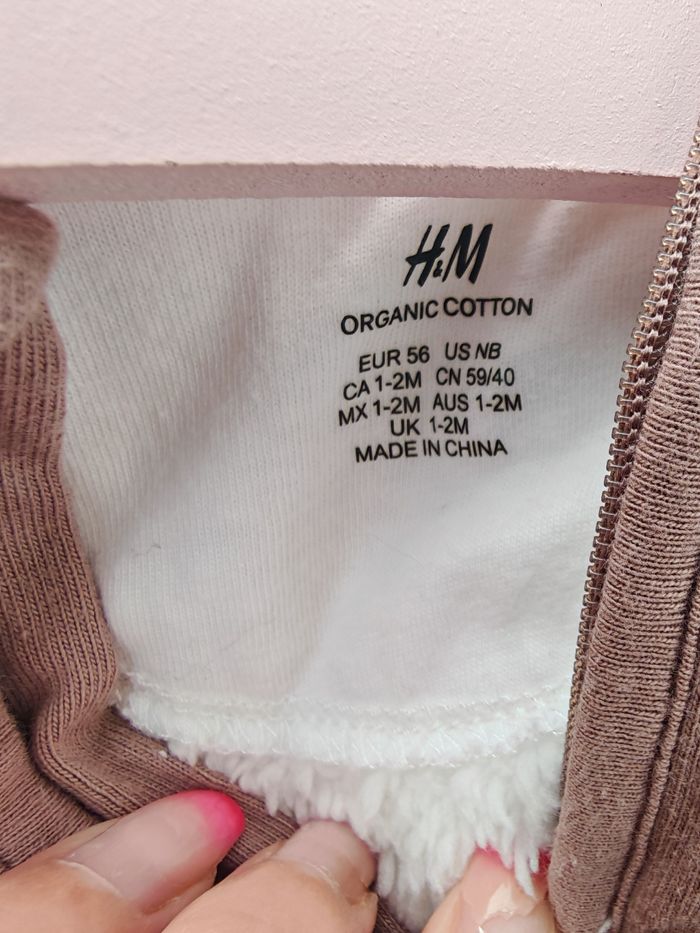 H&M
ORGANIC COTTON
EUR 56 US NB
CA 1-2M CN 59/40
MX 1-2M AUS 1-2M
UK 1-2M
MADE IN CHINA